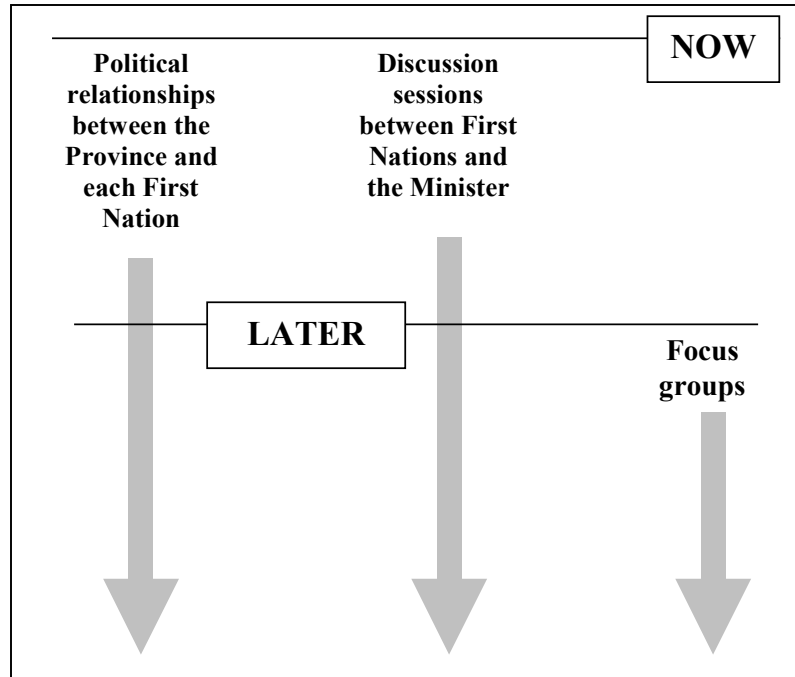 NOW
Political
relationships
between the
Province and
each First
Nation
Discussion
sessions
between First
Nations and
the Minister
LATER
Focus
groups